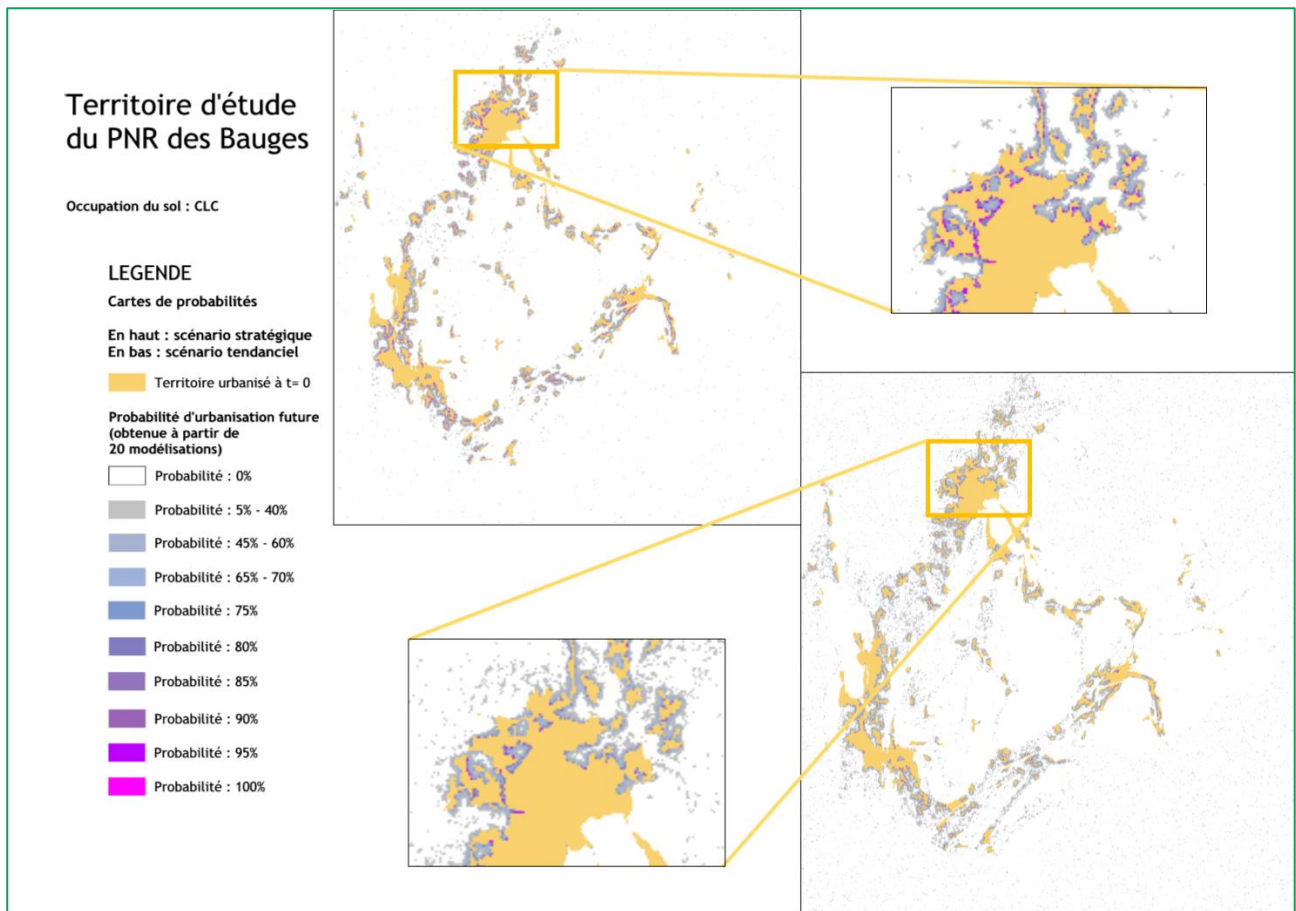 Territoire d'étude
du PNR des Bauges
Occupation du sol : CLC
LEGENDE
Cartes de probabilités
En haut : scénario stratégique
En bas : scénario tendanciel
Territoire urbanisé à t= 0
Probabilité d'urbanisation future
(obtenue à partir de
20 modélisations)
Probabilité : 0%
Probabilité : 5% - 40%
Probabilité : 45% - 60%
Probabilité : 65% - 70%
Probabilité : 75%
Probabilité : 80%
Probabilité : 85%
Probabilité : 90%
Probabilité : 95%
Probabilité : 100%